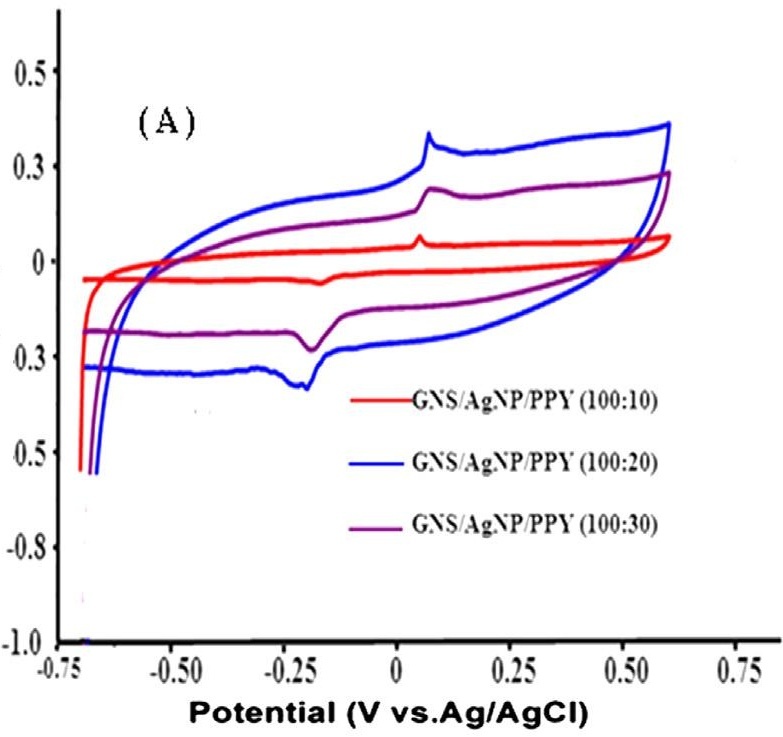 0.5
(A)
0.3
0
0.3
GNS/AgNP/PPY (100:10)
0.5
GNS/AgNP/PPY (100:20)
GNS/AgNP/PPY (100:30)
-0.8
-1.0
-0.75 -0.50 -0.25 0 0.25 0.50 0.75
Potential (V vs.Ag/AgCl)